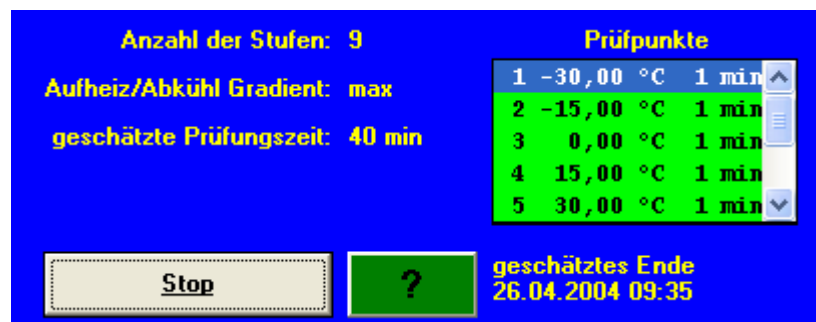 Anzahl der Stufen: 9
Aufheiz/Abkühl Gradient: max
geschätzte Prüfungszeit: 40 min
Prüfpunkte
1 -30,00 °C 1 min
2 -15,00 °C 1 min
3 0,00 °C 1 min
4 15,00 °C 1 min
5 30,00 °C 1 min
Stop
?
geschätztes Ende
26.04.2004 09:35